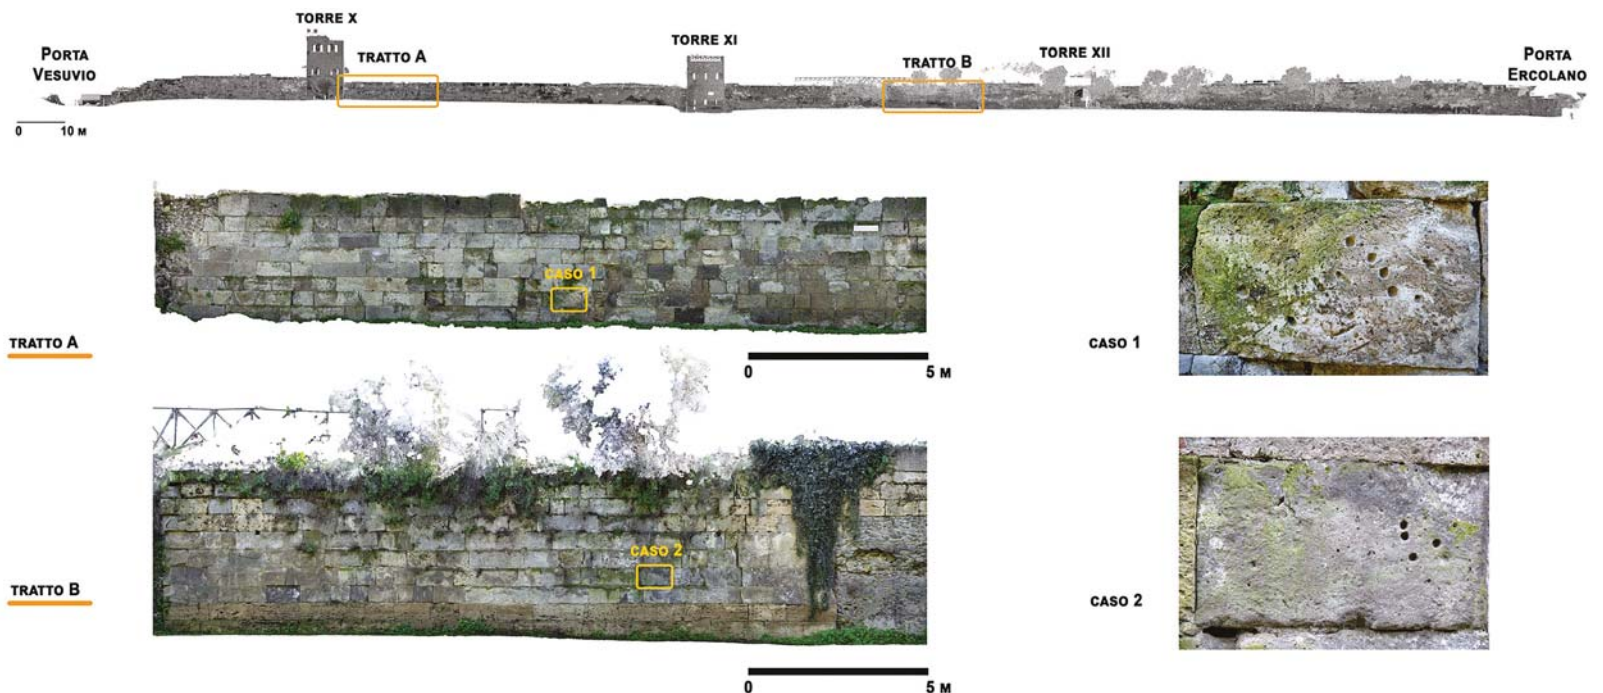 TORRE X
PORTA
VESUVIO
TRATTO A
TORRE XI
TRATTO B
TORRE XII
PORTA
ERCOLANO
0 10 M
CASO 1
TRATTO A
0 5 M
CASO 1
CASO 2
TRATTO B
0 5 M
CASO 2